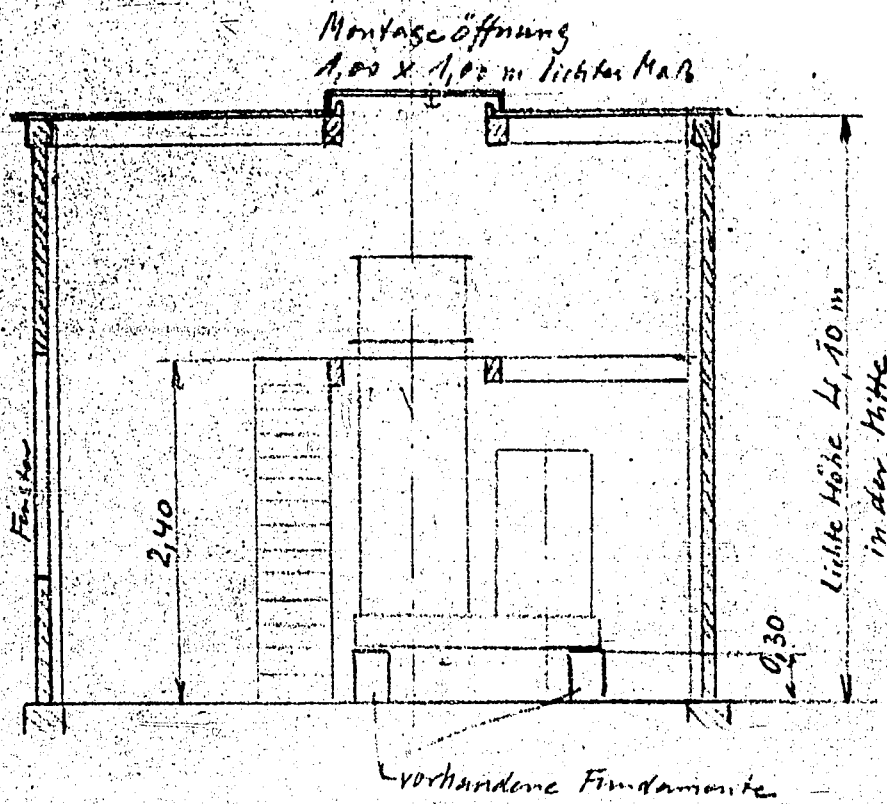 Montageöffnung
1,00 x 1,00 m lichtes Maß
Fenster
2,40
Lichte Höhe 4,10 m
in der Mitte
0,30
vorhandene Fundamente